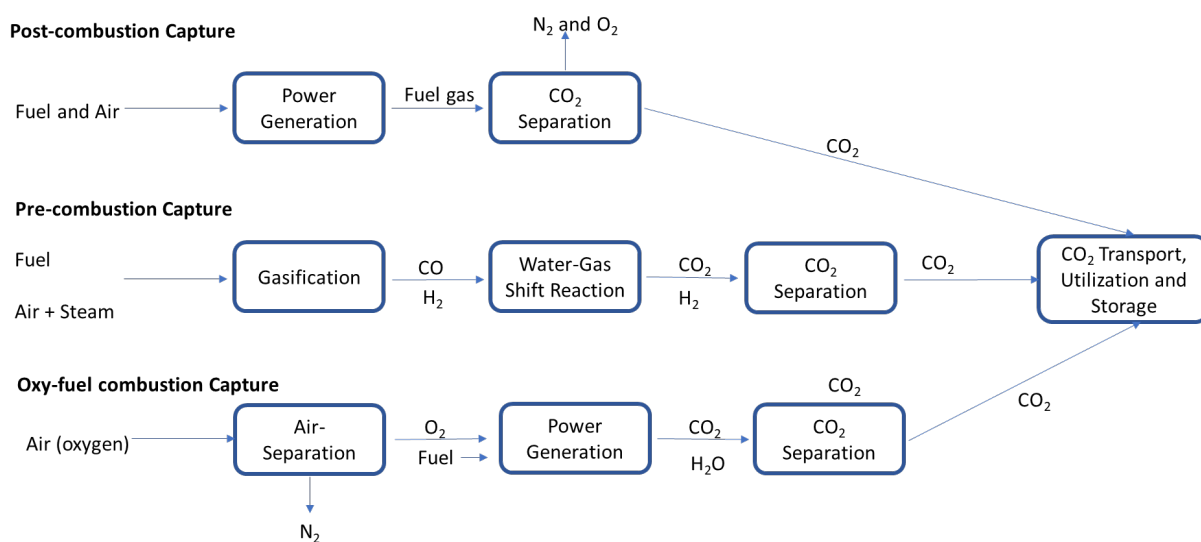 Post-combustion Capture
N₂ and O₂
Fuel and Air
Power
Generation
Fuel gas
CO₂
Separation
CO₂
Pre-combustion Capture
Fuel
Air + Steam
Gasification
CO
H₂
Water-Gas
Shift Reaction
CO₂
H₂
CO₂
Separation
CO₂
CO₂ Transport,
Utilization and
Storage
Oxy-fuel combustion Capture
Air (oxygen)
Air-
Separation
N₂
O₂
Fuel
Power
Generation
CO₂
H₂O
CO₂
CO₂
Separation
CO₂